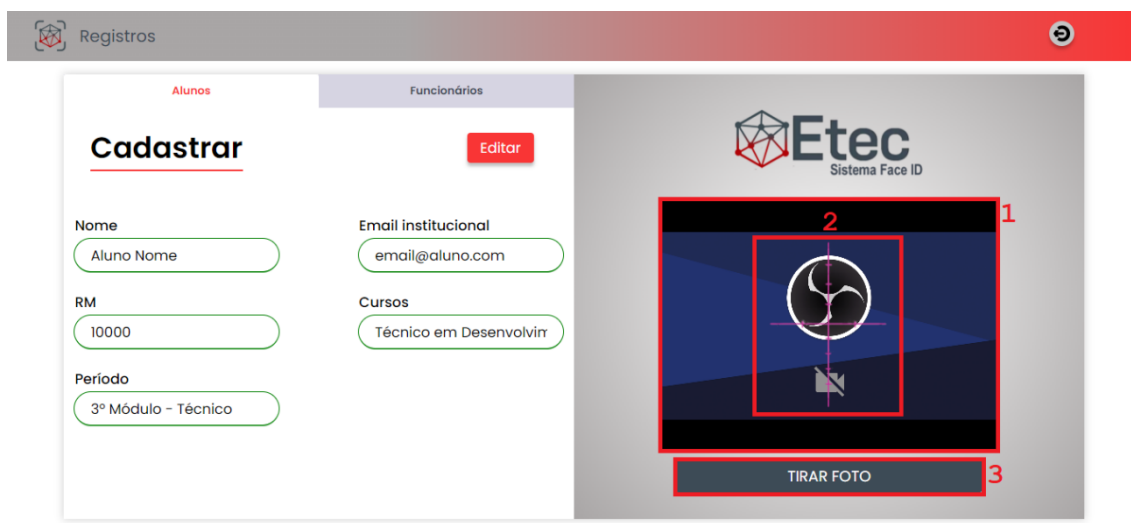 Registros
Alunos
Funcionários
Cadastrar
Editar
Etec
Sistema Face ID
Nome
Email institucional
Aluno Nome
email@aluno.com
RM
Cursos
10000
Técnico em Desenvolvim
Período
3º Módulo - Técnico
1
2
TIRAR FOTO
3